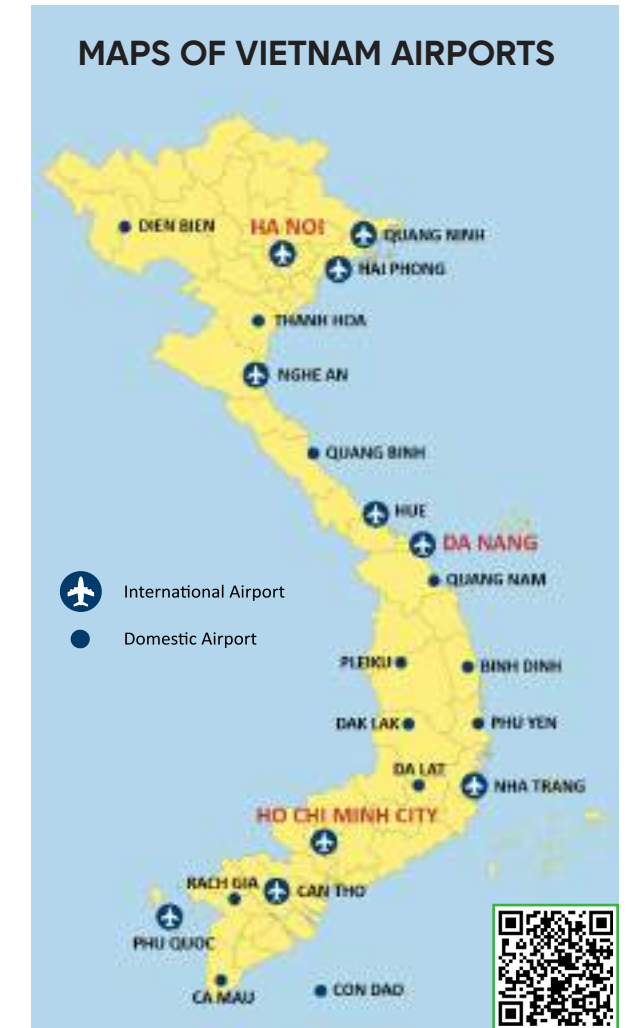 MAPS OF VIETNAM AIRPORTS
DIEN BIEN
HA NOI
QUANG NINH
HAI PHONG
THANH HOA
NGHE AN
QUANG BINH
HUE
DA NANG
QUANG NAM
International Airport
Domestic Airport
PLEIKU
BINH DINH
DAK LAK
PHU YEN
DA LAT
NHA TRANG
HO CHI MINH CITY
RACH GIA
CAN THO
PHU QUOC
CA MAU
CON DAO